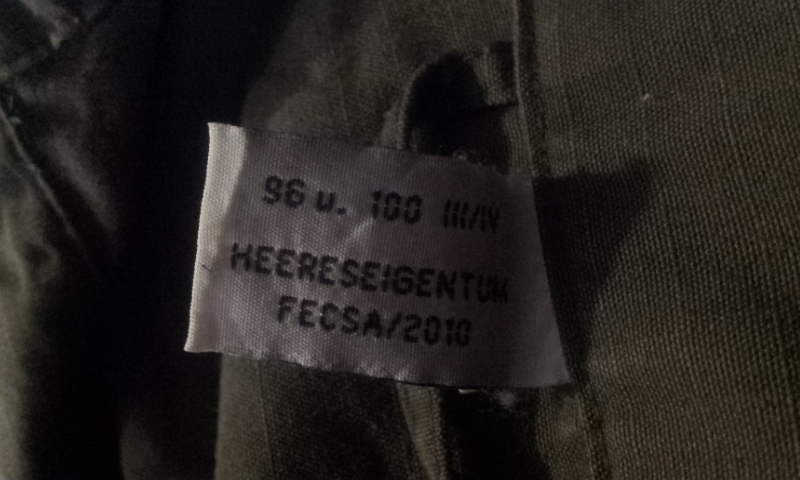 96 u. 100 III/IV
HEERESEIGENTUM
FECSA/2010